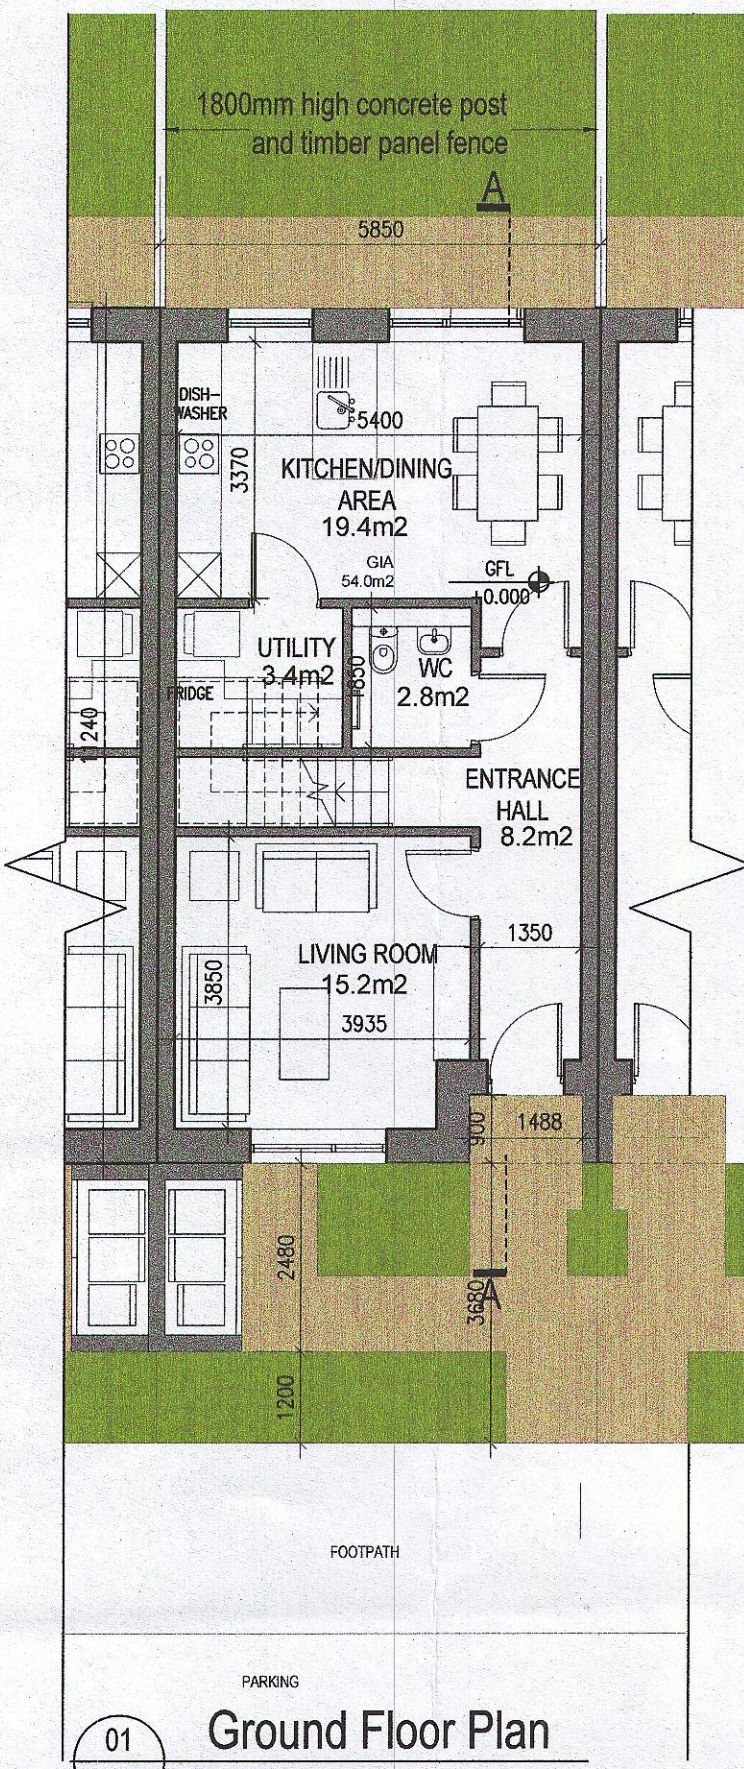 1800mm high concrete post
and timber panel fence
A
5850
DISH-
WASHER
5400
3370
KITCHEN/DINING
AREA
19.4m2
GIA
54.0m2
GFL
0.000
UTILITY
3.4m2
WC
2.8m2
FRIDGE
ENTRANCE
HALL
8.2m2
LIVING ROOM
15.2m2
1350
3850
3935
900
1488
2480
3680
A
1200
FOOTPATH
PARKING
01
Ground Floor Plan